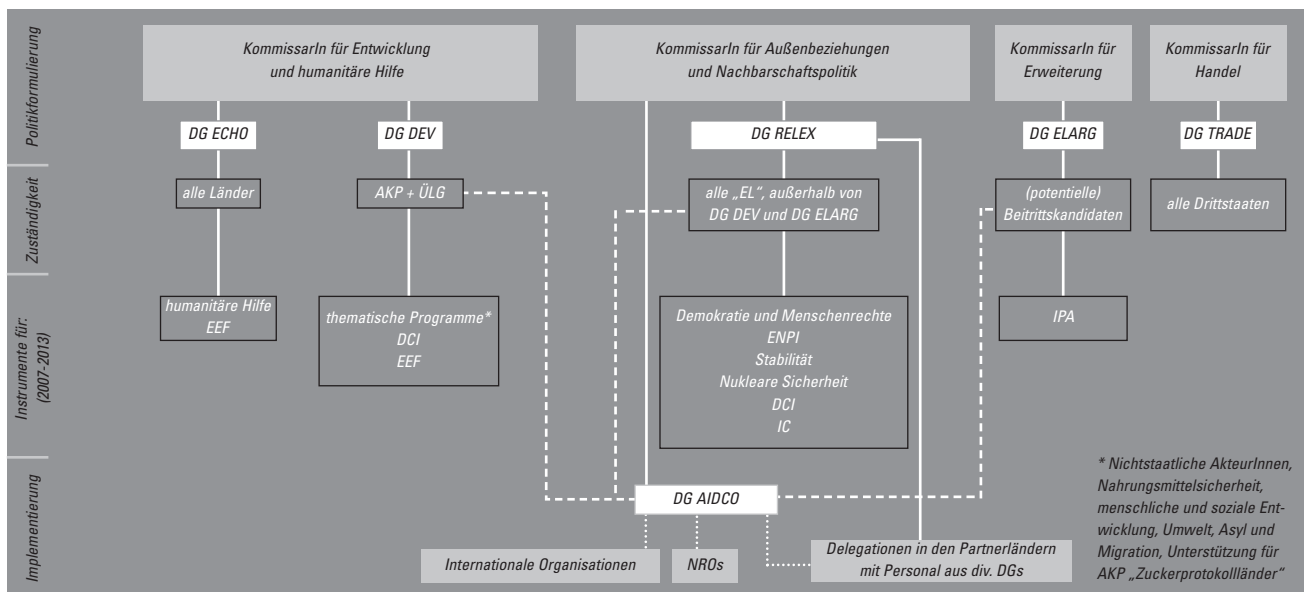 Politikformulierung
KommissarIn für Entwicklung
und humanitäre Hilfe
KommissarIn für Außenbeziehungen
und Nachbarschaftspolitik
KommissarIn für
Erweiterung
KommissarIn für
Handel
DG ECHO
DG DEV
DG RELEX
DG ELARG
DG TRADE
Zuständigkeit
alle Länder
AKP + ÜLG
alle „EL“, außerhalb von
DG DEV und DG ELARG
(potentielle)
Beitrittskandidaten
alle Drittstaaten
Instrumente für:
(2007-2013)
humanitäre Hilfe
EEF
thematische Programme*
DCI
EEF
Demokratie und Menschenrechte
ENPI
Stabilität
Nukleare Sicherheit
DCI
IC
IPA
Implementierung
DG AIDCO
Internationale Organisationen
NROs
Delegationen in den Partnerländern
mit Personal aus div. DGs
* Nichtstaatliche AkteurInnen,
Nahrungsmittelsicherheit,
menschliche und soziale Ent-
wicklung, Umwelt, Asyl und
Migration, Unterstützung für
AKP „Zuckerprotokollländer“